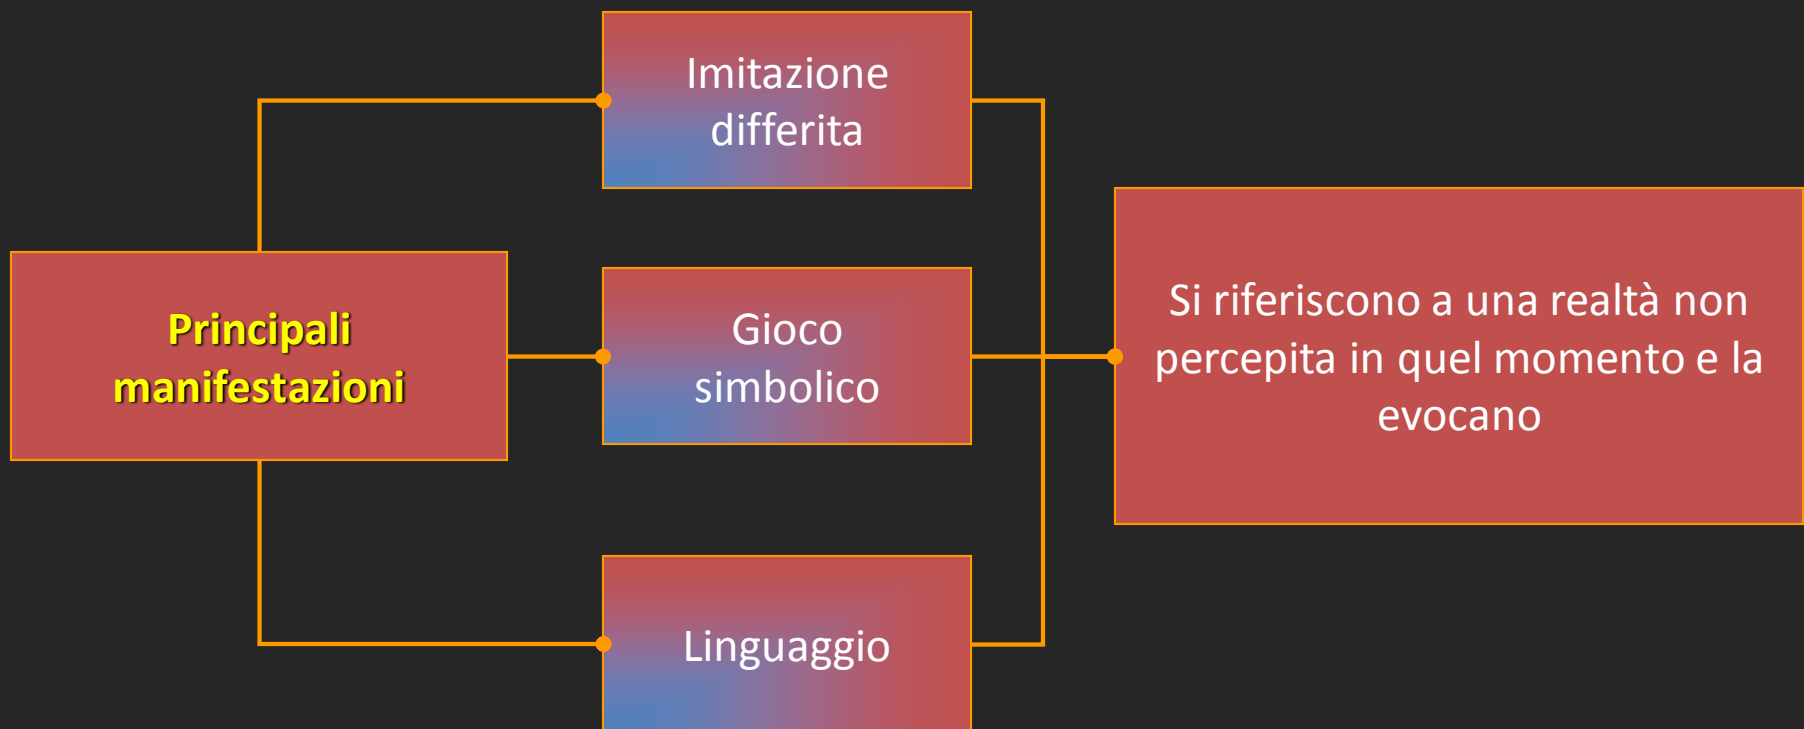 Imitazione
differita
Principali
manifestazioni
Gioco
simbolico
Si riferiscono a una realtà non
percepita in quel momento e la
evocano
Linguaggio